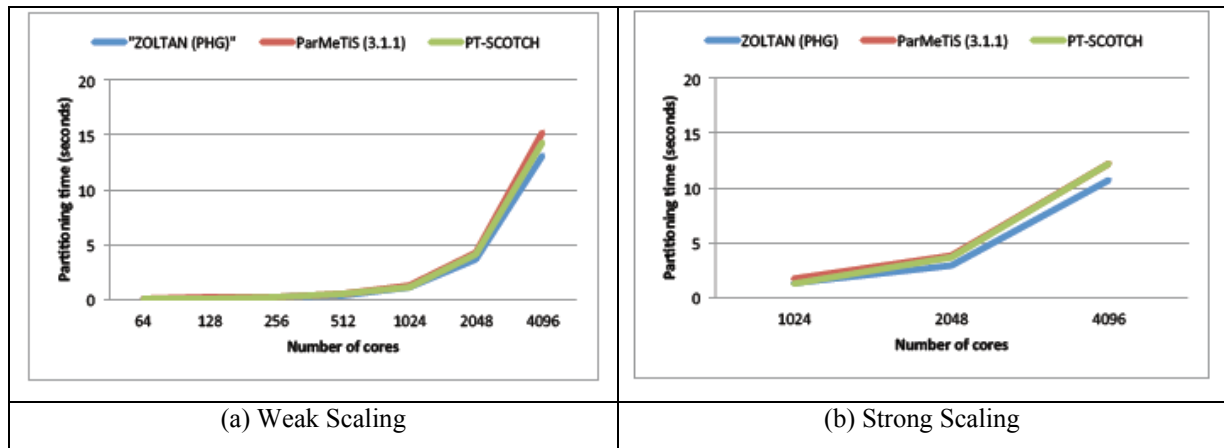 "ZOLTAN (PHG)" ParMeTiS (3.1.1) PT-SCOTCH
Partitioning time (seconds)
20
15
10
5
0
64 128 256 512 1024 2048 4096
Number of cores
(a) Weak Scaling
ZOLTAN (PHG) ParMeTiS (3.1.1) PT-SCOTCH
Partitioning time (seconds)
20
15
10
5
0
1024 2048 4096
Number of cores
(b) Strong Scaling